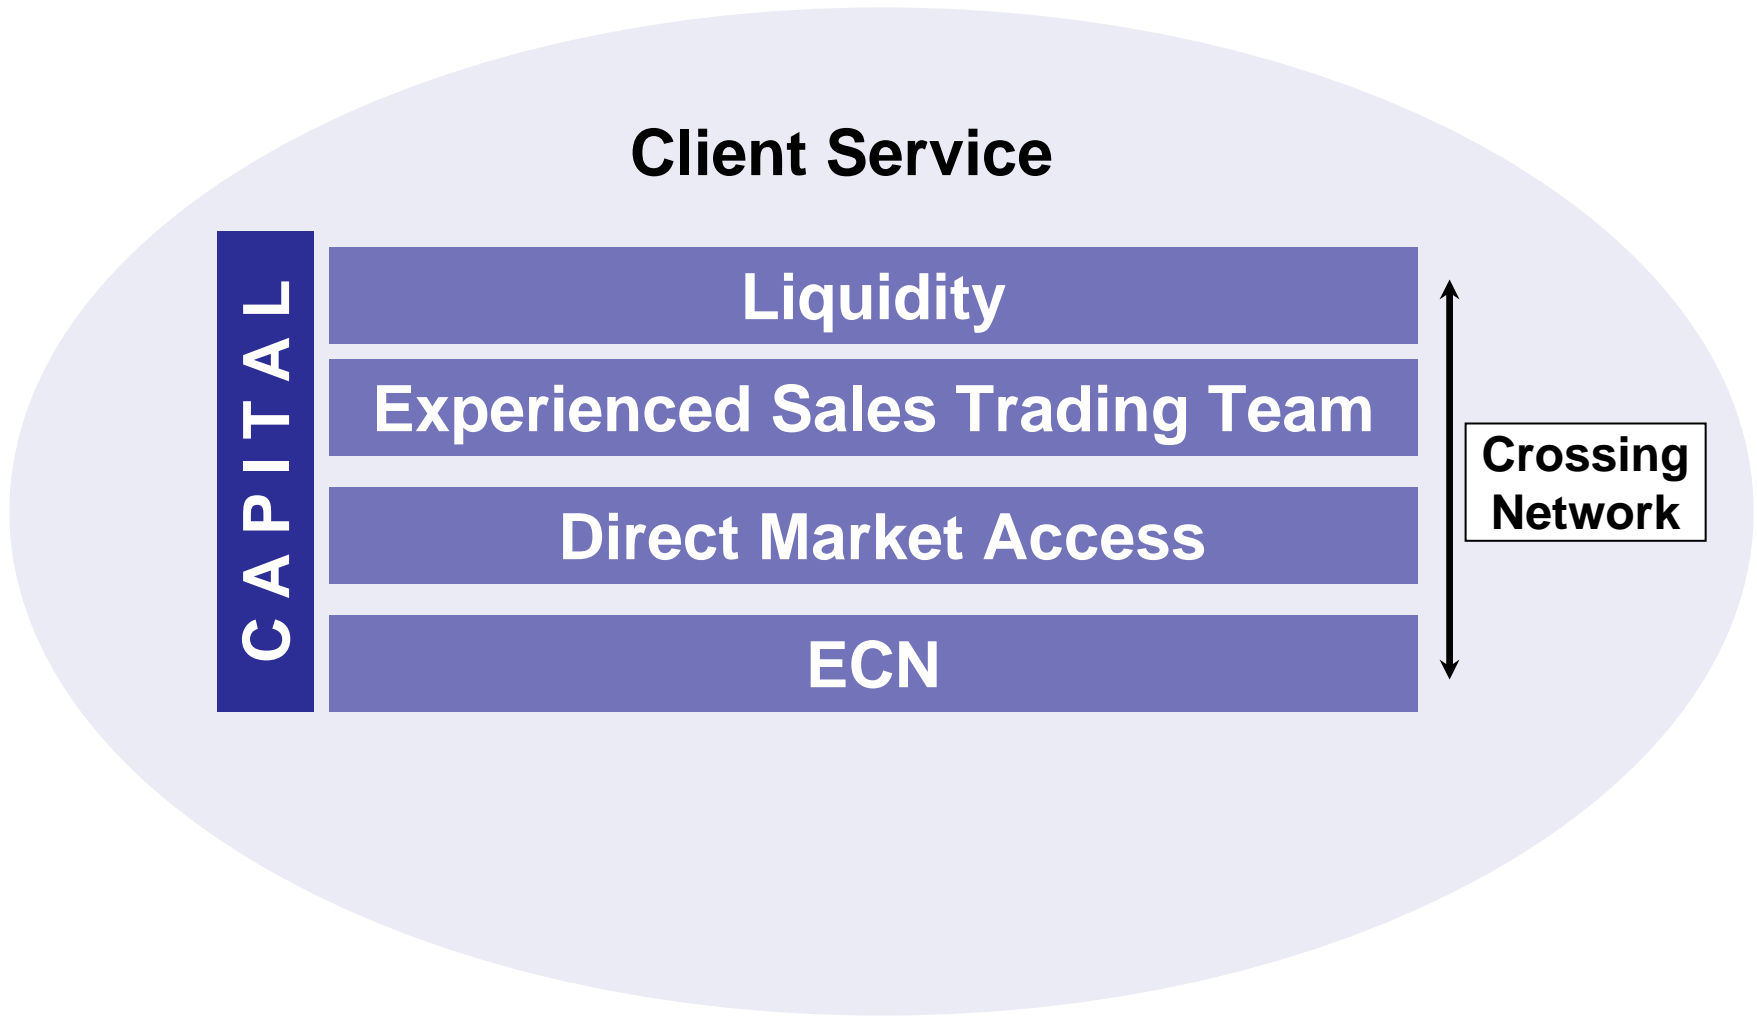 Client Service
CAPITAL
Liquidity
Experienced Sales Trading Team
Direct Market Access
ECN
Crossing
Network